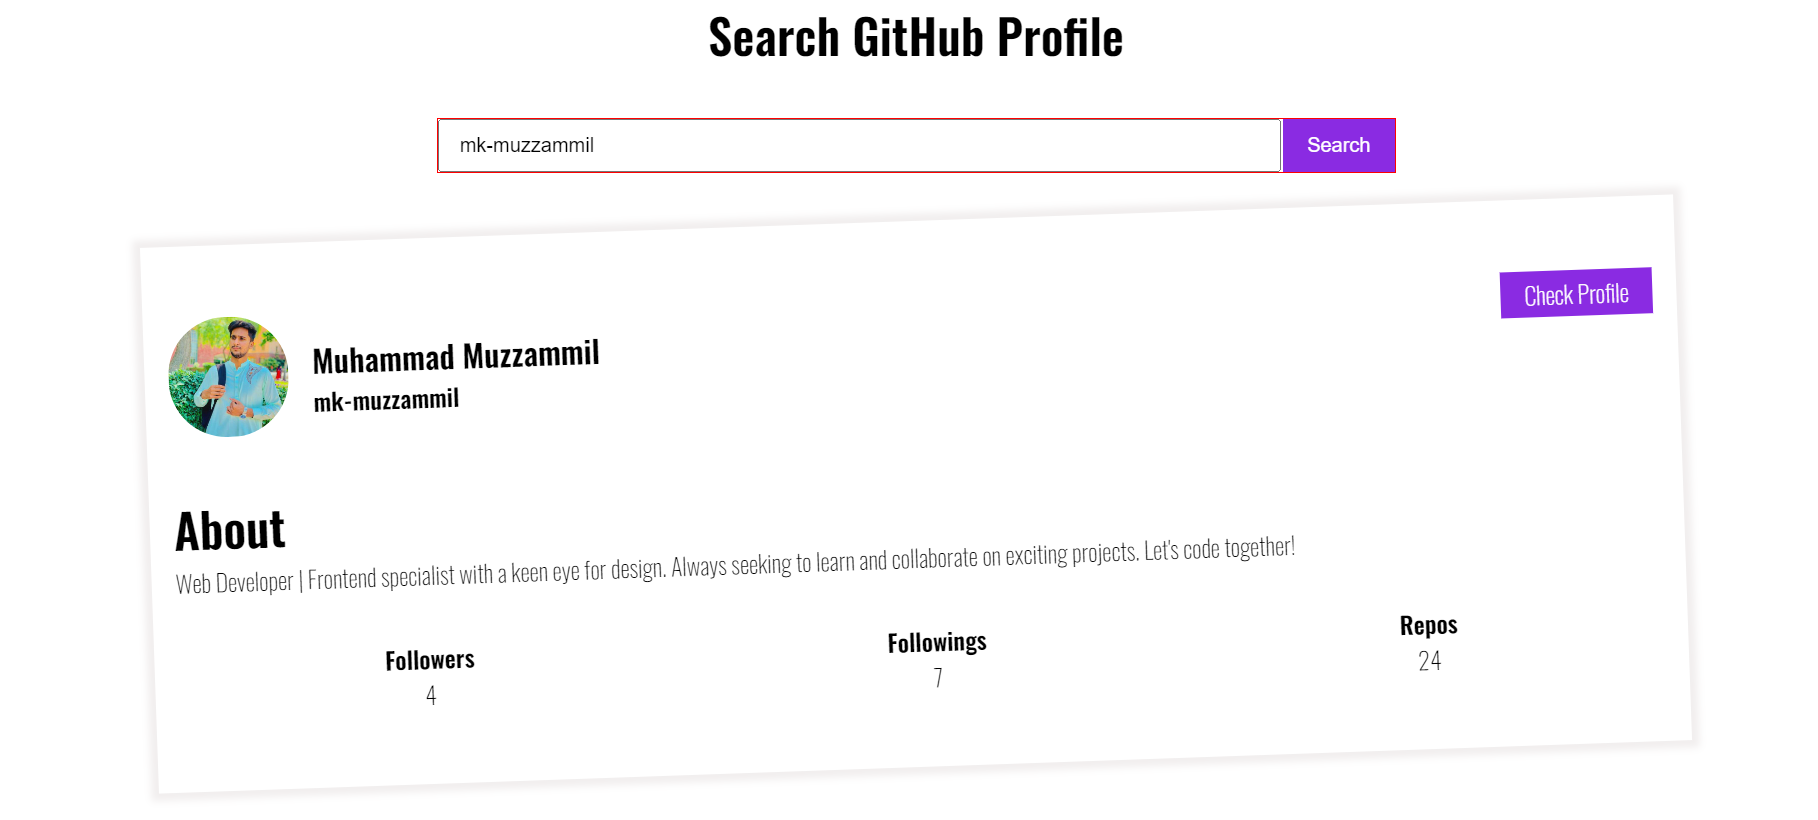 Search GitHub Profile
mk-muzzammil
Search
Check Profile
Muhammad Muzzammil
mk-muzzammil
About
Web Developer | Frontend specialist with a keen eye for design. Always seeking to learn and collaborate on exciting projects. Let's code together!
Followers
4
Followings
7
Repos
24